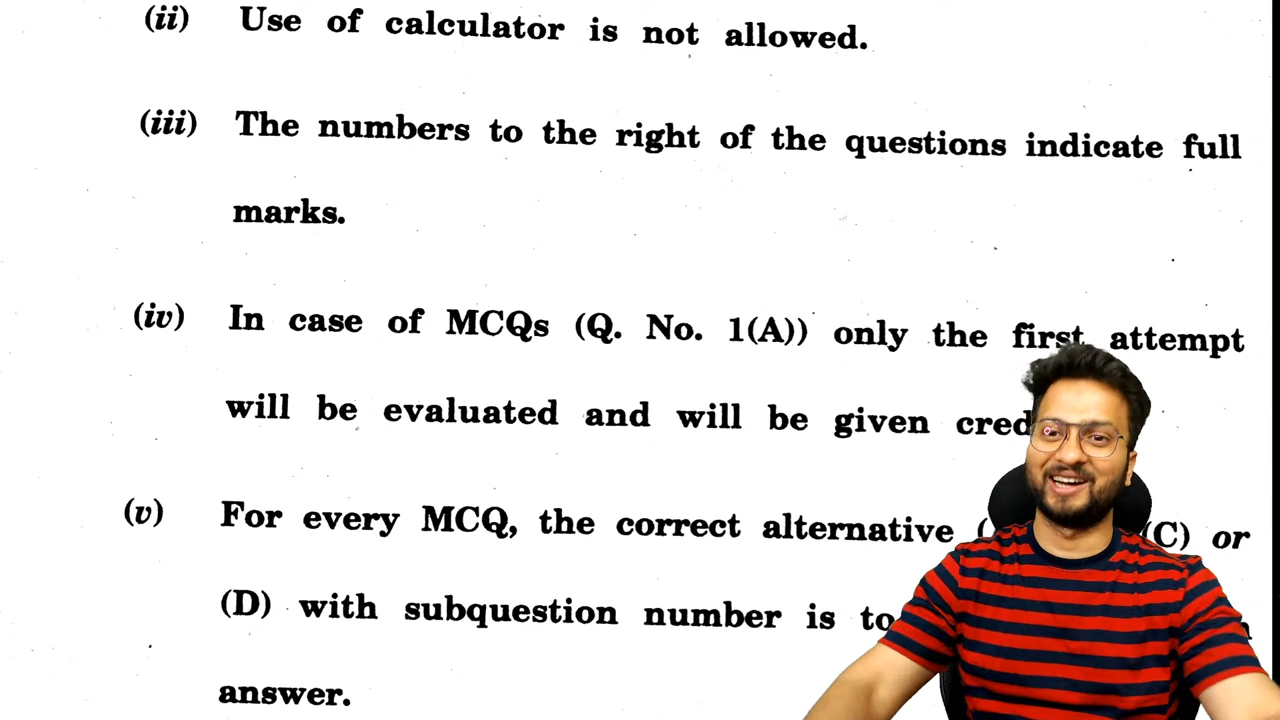 (ii) Use of calculator is not allowed.
(iii) The numbers to the right of the questions indicate full
marks.
(iv) In case of MCQs (Q. No. 1(A)) only the first attempt
will be evaluated and will be given
(v) For every MCQ, the correct alternative (C) or
(D) with subquestion number is to
answer.